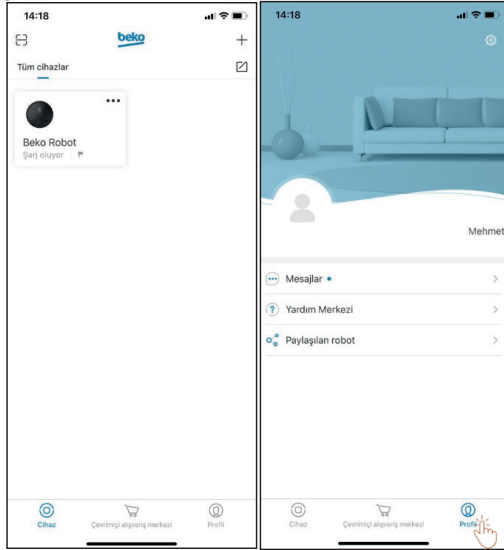 14:18
beko
Tüm cihazlar
Beko Robot
Şarj oluyor
Cihaz
Çevrimiçi alışveriş merkezi
Profil
14:18
Mehmet
Mesajlar
Yardım Merkezi
Paylaşılan robot
Cihaz
Çevrimiçi alışveriş merkezi
Profil